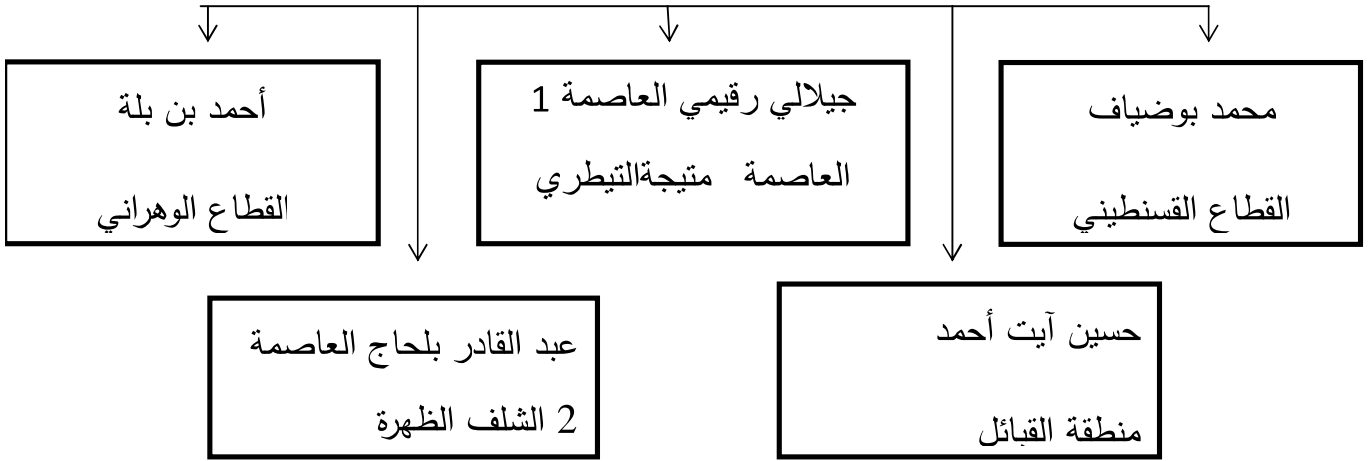 محمد بوضياف
القطاع القسنطيني
جيلالي رقيمي العاصمة 1
العاصمة متيجةالتيطري
أحمد بن بلة
القطاع الوهراني
حسين آيت أحمد
منطقة القبائل
عبد القادر بلحاج العاصمة
2 الشلف الظهرة